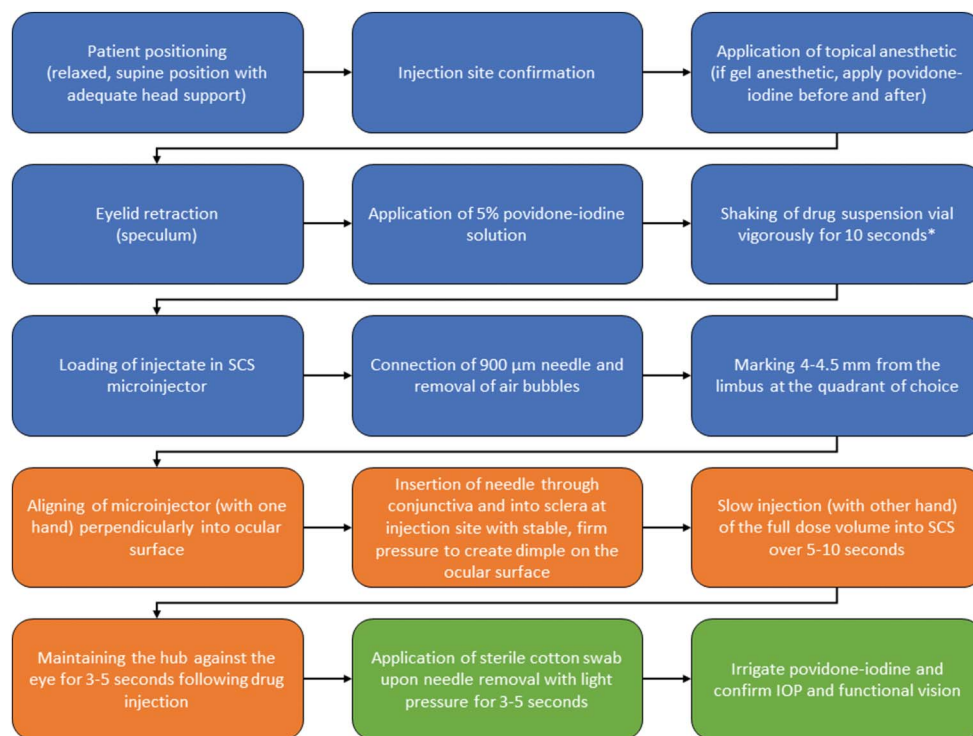 Patient positioning
(relaxed, supine position with
adequate head support)
Injection site confirmation
Application of topical anesthetic
(if gel anesthetic, apply povidone-
iodine before and after)
Eyelid retraction
(speculum)
Application of 5% povidone-iodine
solution
Shaking of drug suspension vial
vigorously for 10 seconds*
Loading of injectate in SCS
microinjector
Connection of 900 µm needle and
removal of air bubbles
Marking 4-4.5 mm from the
limbus at the quadrant of choice
Aligning of microinjector (with one
hand) perpendicularly into ocular
surface
Insertion of needle through
conjunctiva and into sclera at
injection site with stable, firm
pressure to create dimple on the
ocular surface
Slow injection (with other hand)
of the full dose volume into SCS
over 5-10 seconds
Maintaining the hub against the
eye for 3-5 seconds following drug
injection
Application of sterile cotton swab
upon needle removal with light
pressure for 3-5 seconds
Irrigate povidone-iodine and
confirm IOP and functional vision